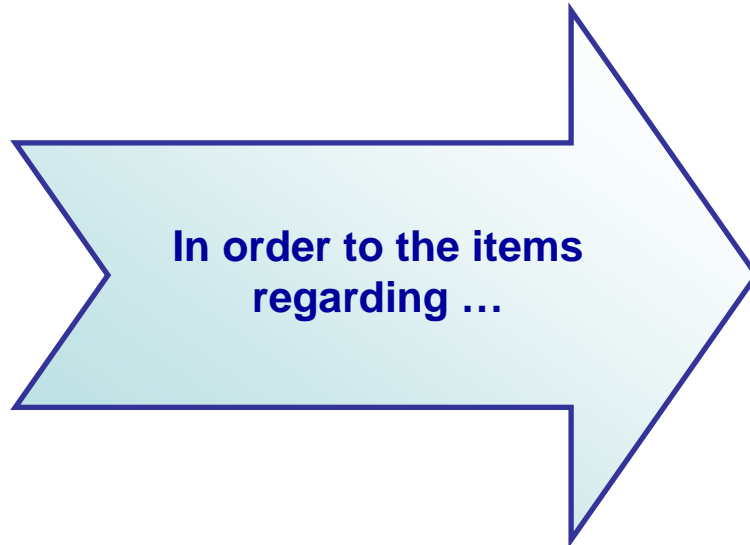 In order to the items
regarding …